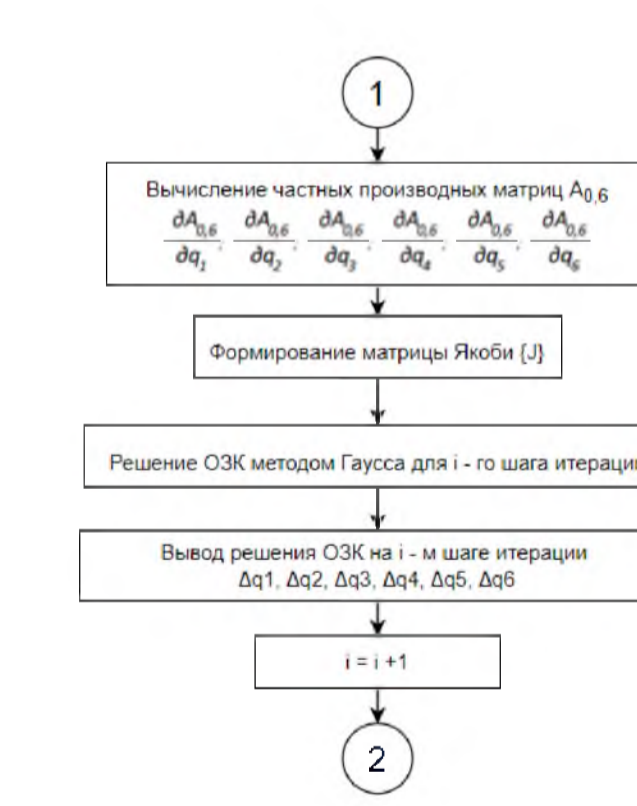 1
Вычисление частных производных матриц A0,6
∂A0,6/∂q1; ∂A0,6/∂q2; ∂A0,6/∂q3; ∂A0,6/∂q4; ∂A0,6/∂q5; ∂A0,6/∂q6
Формирование матрицы Якоби {J}
Решение ОЗК методом Гаусса для i - го шага итерации
Вывод решения ОЗК на i - м шаге итерации
Δq1, Δq2, Δq3, Δq4, Δq5, Δq6
i = i +1
2